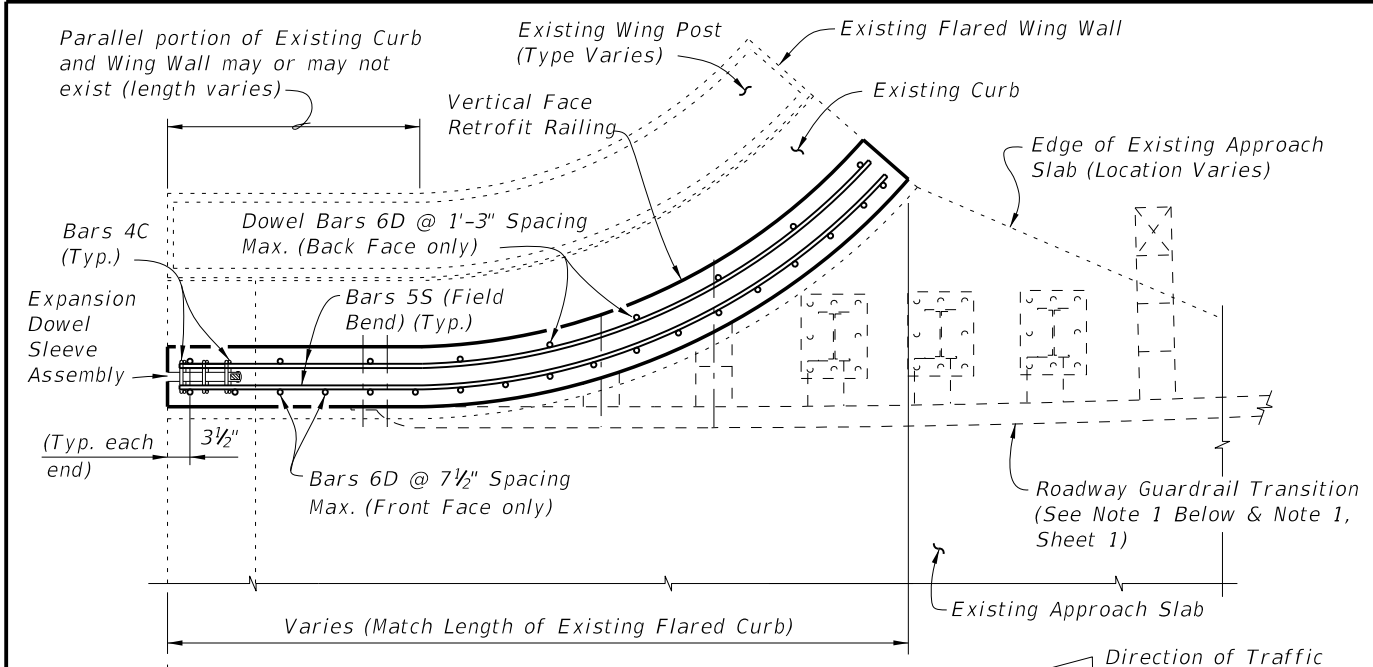 Parallel portion of Existing Curb
and Wing Wall may or may not
exist (length varies)
Existing Wing Post
(Type Varies)
Existing Flared Wing Wall
Vertical Face
Retrofit Railing
Existing Curb
Edge of Existing Approach
Slab (Location Varies)
Bars 4C
(Typ.)
Dowel Bars 6D @ 1'-3" Spacing
Max. (Back Face only)
Expansion
Dowel
Sleeve
Assembly
Bars 5S (Field
Bend) (Typ.)
(Typ. each
end)
3½"
Bars 6D @ 7½" Spacing
Max. (Front Face only)
Roadway Guardrail Transition
(See Note 1 Below & Note 1,
Sheet 1)
Existing Approach Slab
Varies (Match Length of Existing Flared Curb)
Direction of Traffic